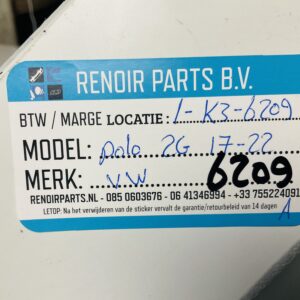 RENOIR PARTS B.V.
BTW / MARGE LOCATIE: 1-K3-6209
MODEL: polo 2G 17-22
MERK: VW 6209
RENOIRPARTS.NL - 085 0603676 - 06 41346994 - +33 755224091
LETOP: Na het verwijderen van de sticker vervalt de garantie/retourbeleid van 14 dagen
A